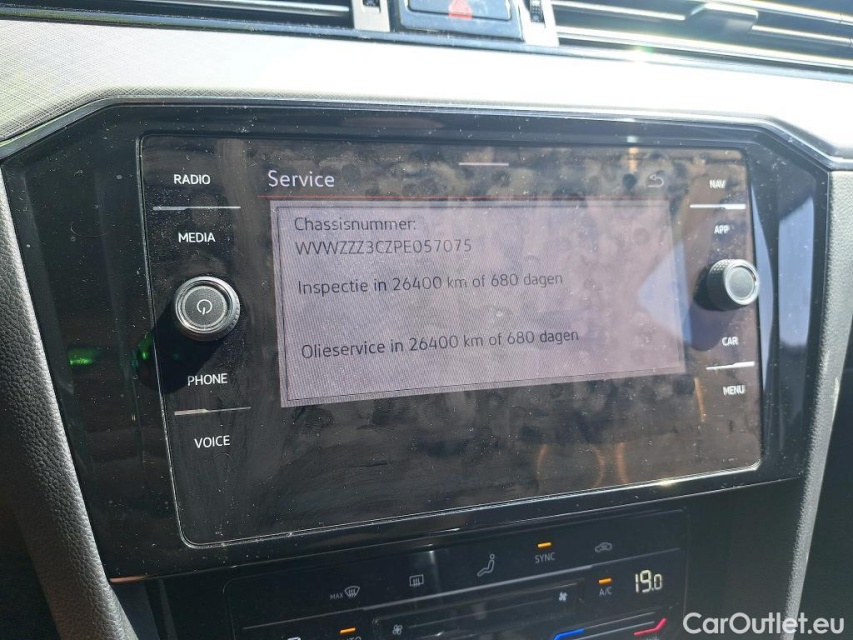 RADIO
Service
NAV
MEDIA
Chassisnummer:
WVWZZZ3CZPE057075
APP
Inspectie in 26400 km of 680 dagen
Olieservice in 26400 km of 680 dagen
CAR
PHONE
MENU
VOICE
SYNC
MAX
A/C
19.0
AUTO
CarOutlet.eu